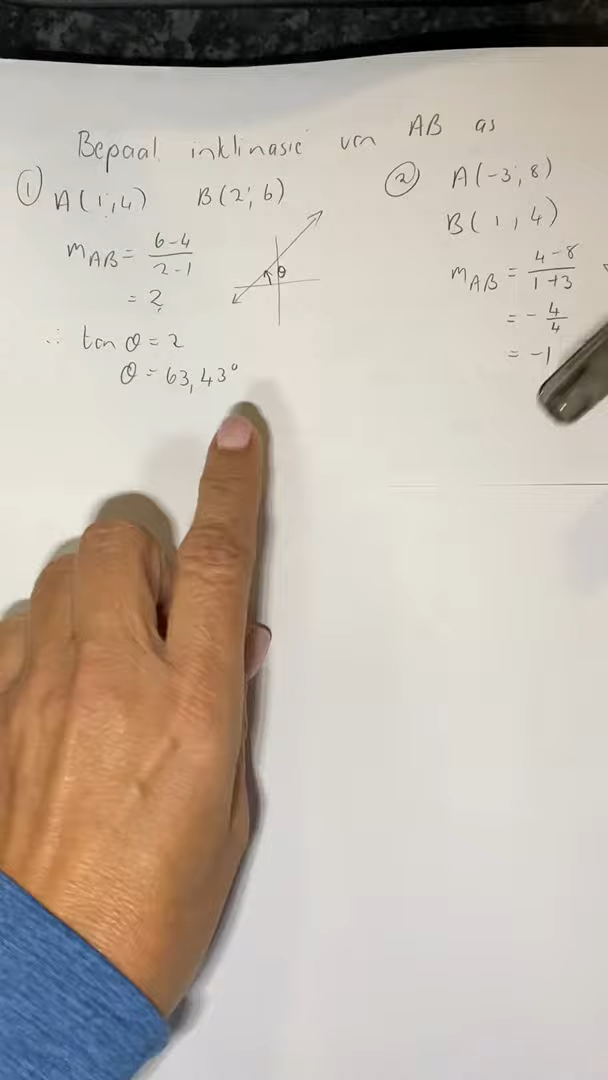 Bepaal inklinasie van AB as
① A(1;4) B(2;6)
m_AB = 6-4 / 2-1
= 2
∴ tan θ = 2
θ = 63,43°
θ
② A(-3;8)
B(1;4)
m_AB = 4-8 / 1+3
= -4/4
= -1